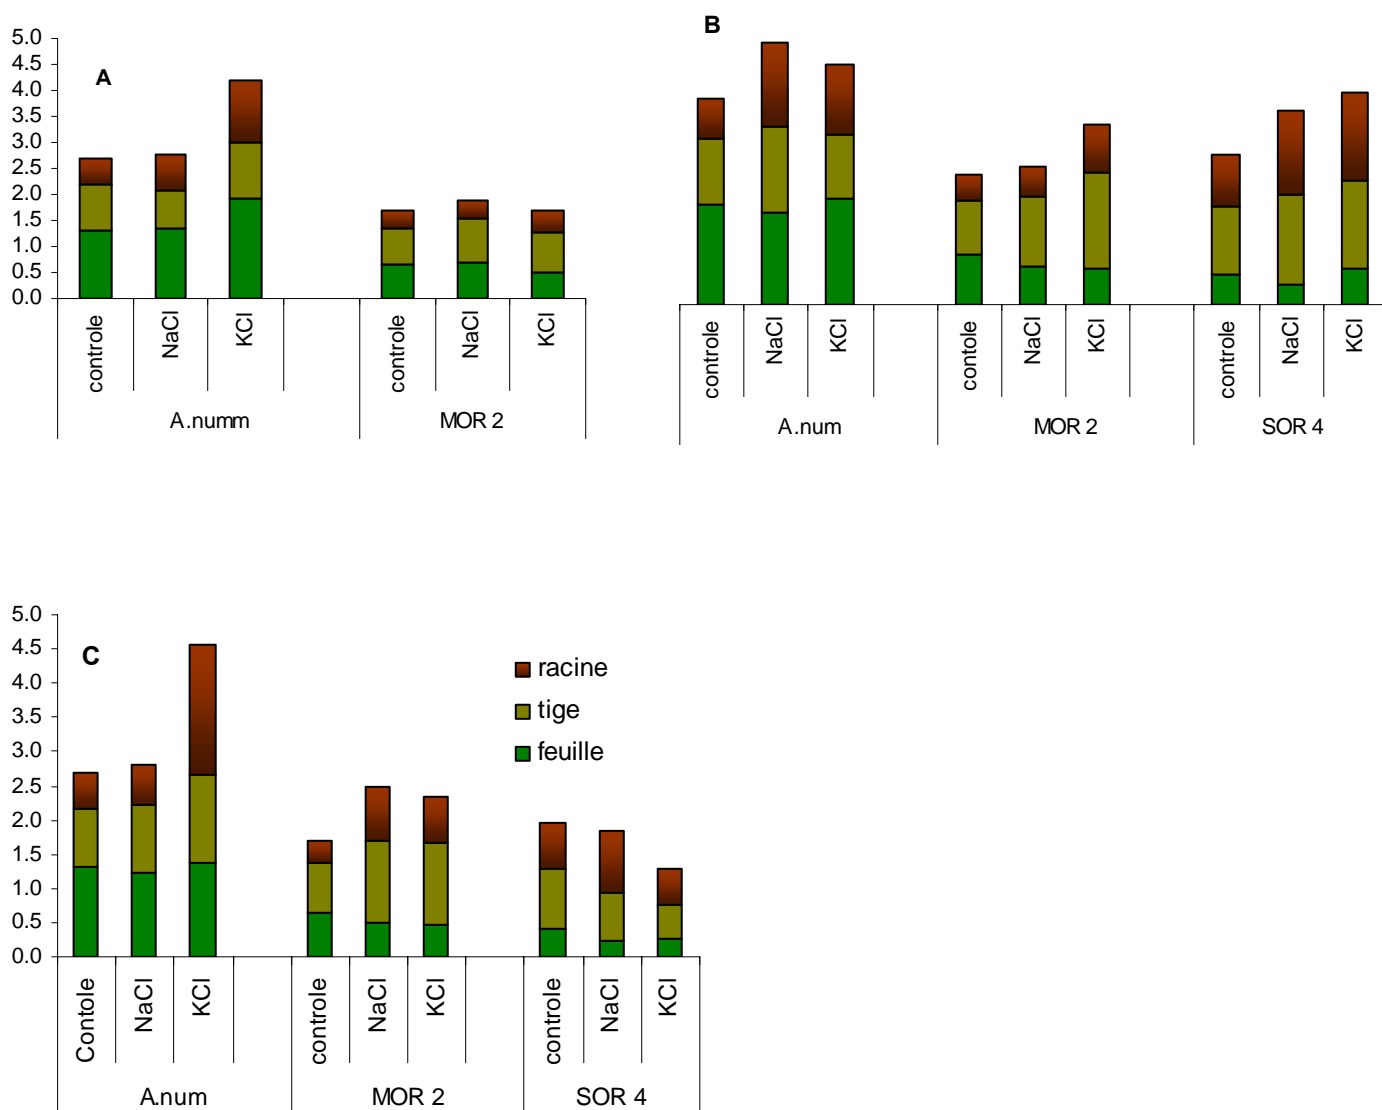 A
5.0
4.5
4.0
3.5
3.0
2.5
2.0
1.5
1.0
0.5
0.0
controle NaCl KCl controle NaCl KCl
A.numm MOR 2
B
controle NaCl KCl contole NaCl KCl controle NaCl KCl
A.num MOR 2 SOR 4
C
5.0
4.5
4.0
3.5
3.0
2.5
2.0
1.5
1.0
0.5
0.0
racine
tige
feuille
Contole NaCl KCl controle NaCl KCl controle NaCl KCl
A.num MOR 2 SOR 4